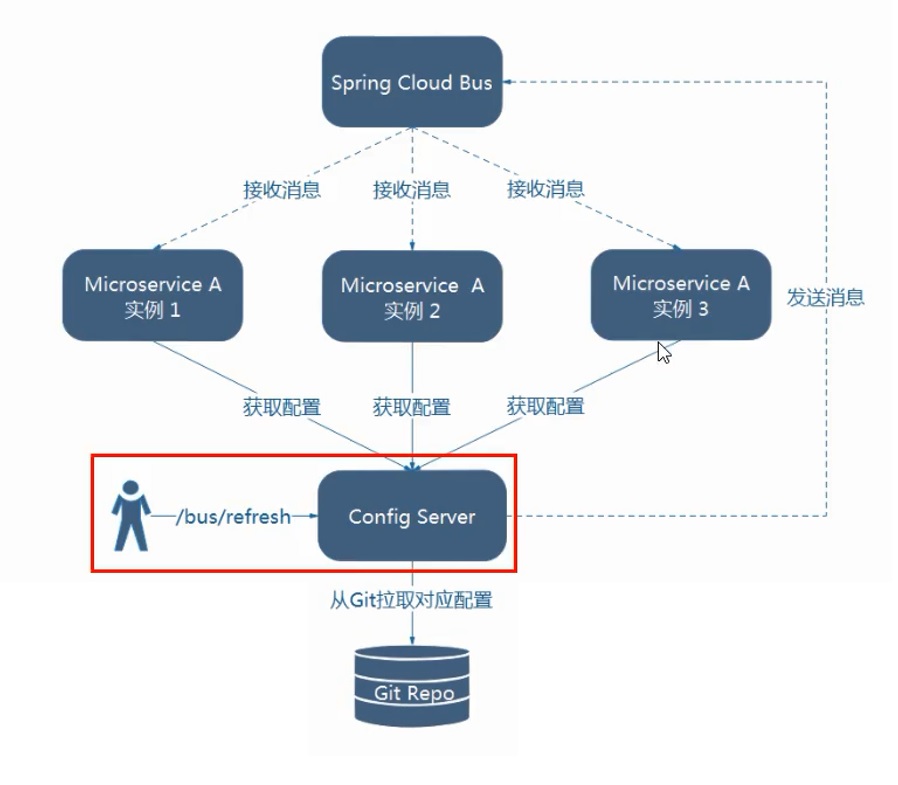 Spring Cloud Bus
接收消息
接收消息
接收消息
Microservice A
实例 1
Microservice A
实例 2
Microservice A
实例 3
发送消息
获取配置
获取配置
获取配置
/bus/refresh
Config Server
从Git拉取对应配置
Git Repo